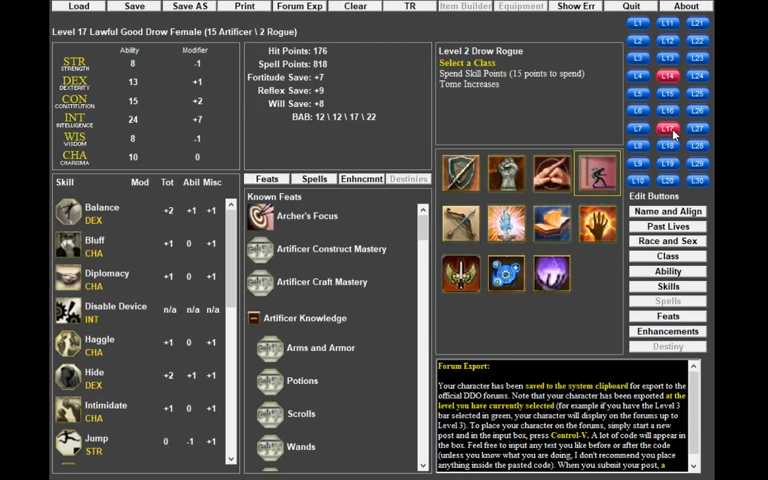 Load Save Save AS Print Forum Exp Clear TR Item Builder Equipment Show Err Quit About
Level 17 Lawful Good Drow Female (15 Artificer \ 2 Rogue)
Ability Modifier
STR 8 -1
STRENGTH
DEX 13 +1
DEXTERITY
CON 15 +2
CONSTITUTION
INT 24 +7
INTELLIGENCE
WIS 8 -1
WISDOM
CHA 10 0
CHARISMA
Hit Points: 176
Spell Points: 818
Fortitude Save: +7
Reflex Save: +9
Will Save: +8
BAB: 12 \ 12 \ 17 \ 22
Level 2 Drow Rogue
Select a Class
Spend Skill Points (15 points to spend)
Tome Increases
L1 L11 L21
L2 L12 L22
L3 L13 L23
L4 L14 L24
L5 L15 L25
L6 L16 L26
L7 L17 L27
L8 L18 L28
L9 L19 L29
L10 L20 L30
Edit Buttons
Name and Align
Past Lives
Race and Sex
Class
Ability
Skills
Spells
Feats
Enhancements
Destiny
Skill Mod Tot Abil Misc
Balance +2 +1 +1
DEX
Bluff +1 0 +1
CHA
Diplomacy +1 0 +1
CHA
Disable Device n/a n/a n/a
INT
Haggle +1 0 +1
CHA
Hide +2 +1 +1
DEX
Intimidate +1 0 +1
CHA
Jump 0 -1 +1
STR
Feats Spells Enhncmnt Destinies
Known Feats
Archer's Focus
Artificer Construct Mastery
Artificer Craft Mastery
Artificer Knowledge
Arms and Armor
Potions
Scrolls
Wands
Forum Export:
Your character has been saved to the system clipboard for export to the
official DDO forums. Note that your character has been exported at
the level you have currently selected (for example if you have the Level 3
bar selected in green, your character will display on the forums up to
Level 3). To place your character on the forums, simply start a new
post and in the input box, press Control-V. A lot of code will appear in
the box. Feel free to input any text you like before or after the code
(unless you know what you are doing, I don't recommend you place
anything inside the pasted code). When you submit your post, a